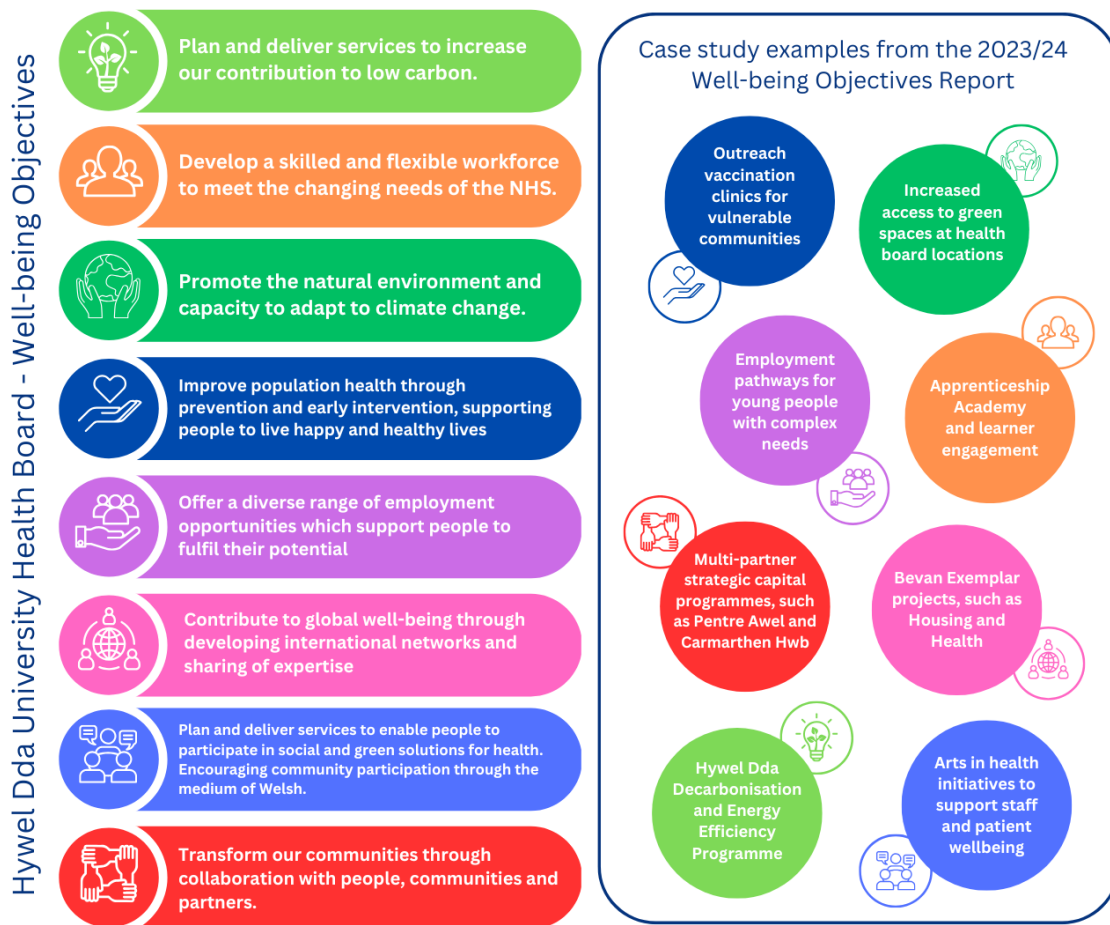 Hywel Dda University Health Board - Well-being Objectives
Plan and deliver services to increase
our contribution to low carbon.
Develop a skilled and flexible workforce
to meet the changing needs of the NHS.
Promote the natural environment and
capacity to adapt to climate change.
Improve population health through
prevention and early intervention, supporting
people to live happy and healthy lives
Offer a diverse range of employment
opportunities which support people to
fulfil their potential
Contribute to global well-being through
developing international networks and
sharing of expertise
Plan and deliver services to enable people to
participate in social and green solutions for health.
Encouraging community participation through the
medium of Welsh.
Transform our communities through
collaboration with people, communities and
partners.
Case study examples from the 2023/24
Well-being Objectives Report
Outreach
vaccination
clinics for
vulnerable
communities
Increased
access to green
spaces at health
board locations
Employment
pathways for
young people
with complex
needs
Apprenticeship
Academy
and learner
engagement
Multi-partner
strategic capital
programmes, such
as Pentre Awel and
Carmarthen Hwb
Bevan Exemplar
projects, such as
Housing and
Health
Hywel Dda
Decarbonisation
and Energy
Efficiency
Programme
Arts in health
initiatives to
support staff
and patient
wellbeing